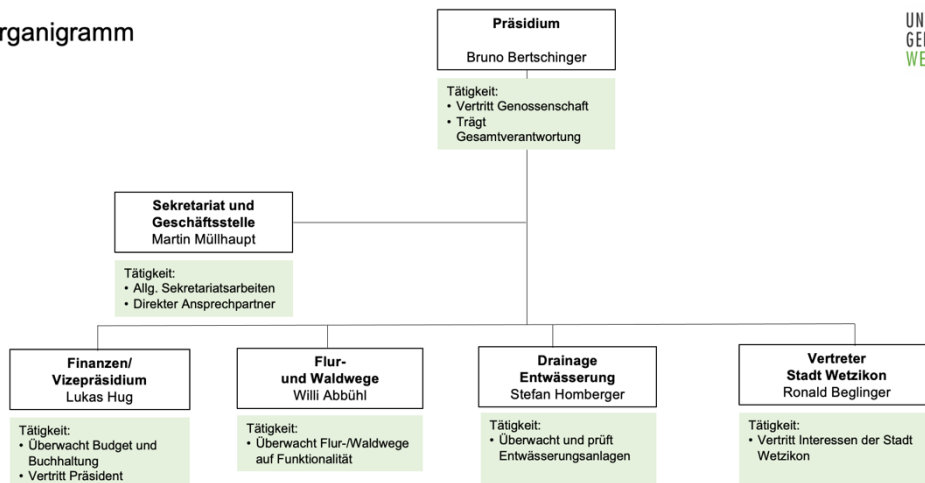 rganigramm
UN
GEI
WE
Präsidium
Bruno Bertschinger
Tätigkeit:
• Vertritt Genossenschaft
• Trägt
Gesamtverantwortung
Sekretariat und
Geschäftsstelle
Martin Müllhaupt
Tätigkeit:
• Allg. Sekretariatsarbeiten
• Direkter Ansprechpartner
Finanzen/
Vizepräsidium
Lukas Hug
Tätigkeit:
• Überwacht Budget und
Buchhaltung
• Vertritt Präsident
Flur-
und Waldwege
Willi Abbühl
Tätigkeit:
• Überwacht Flur-/Waldwege
auf Funktionalität
Drainage
Entwässerung
Stefan Homberger
Tätigkeit:
• Überwacht und prüft
Entwässerungsanlagen
Vertreter
Stadt Wetzikon
Ronald Beglinger
Tätigkeit:
• Vertritt Interessen der Stadt
Wetzikon